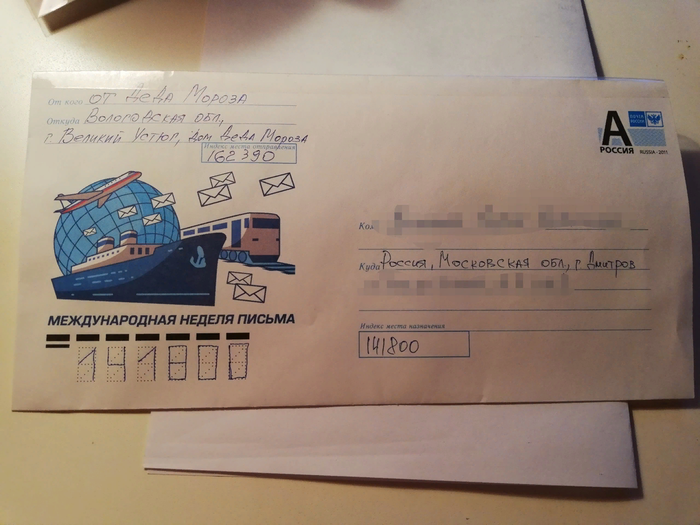 От кого от Деда Мороза
Откуда Вологодская обл,
г. Великий Устюг, дом Деда Мороза
Индекс места отправления
162390
А
ПОЧТА РОССИИ
РОССИЯ
RUSSIA · 2011
Кому
Куда Россия, Московская обл, г Дмитров
Индекс места назначения
141800
МЕЖДУНАРОДНАЯ НЕДЕЛЯ ПИСЬМА
141800